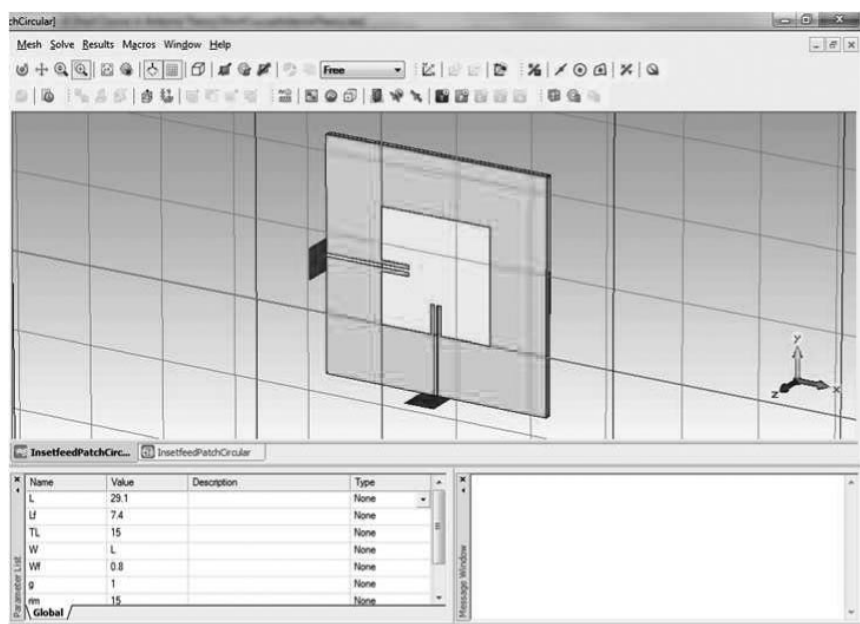 chCircular]
Mesh Solve Results Macros Window Help
Free
y
z x
InsetfeedPatchCirc... InsetfeedPatchCircular
Name Value Description Type
L 29.1 None
Lf 7.4 None
TL 15 None
W L None
Wf 0.8 None
g 1 None
rim 15 None
Global
Parameter List
Message Window